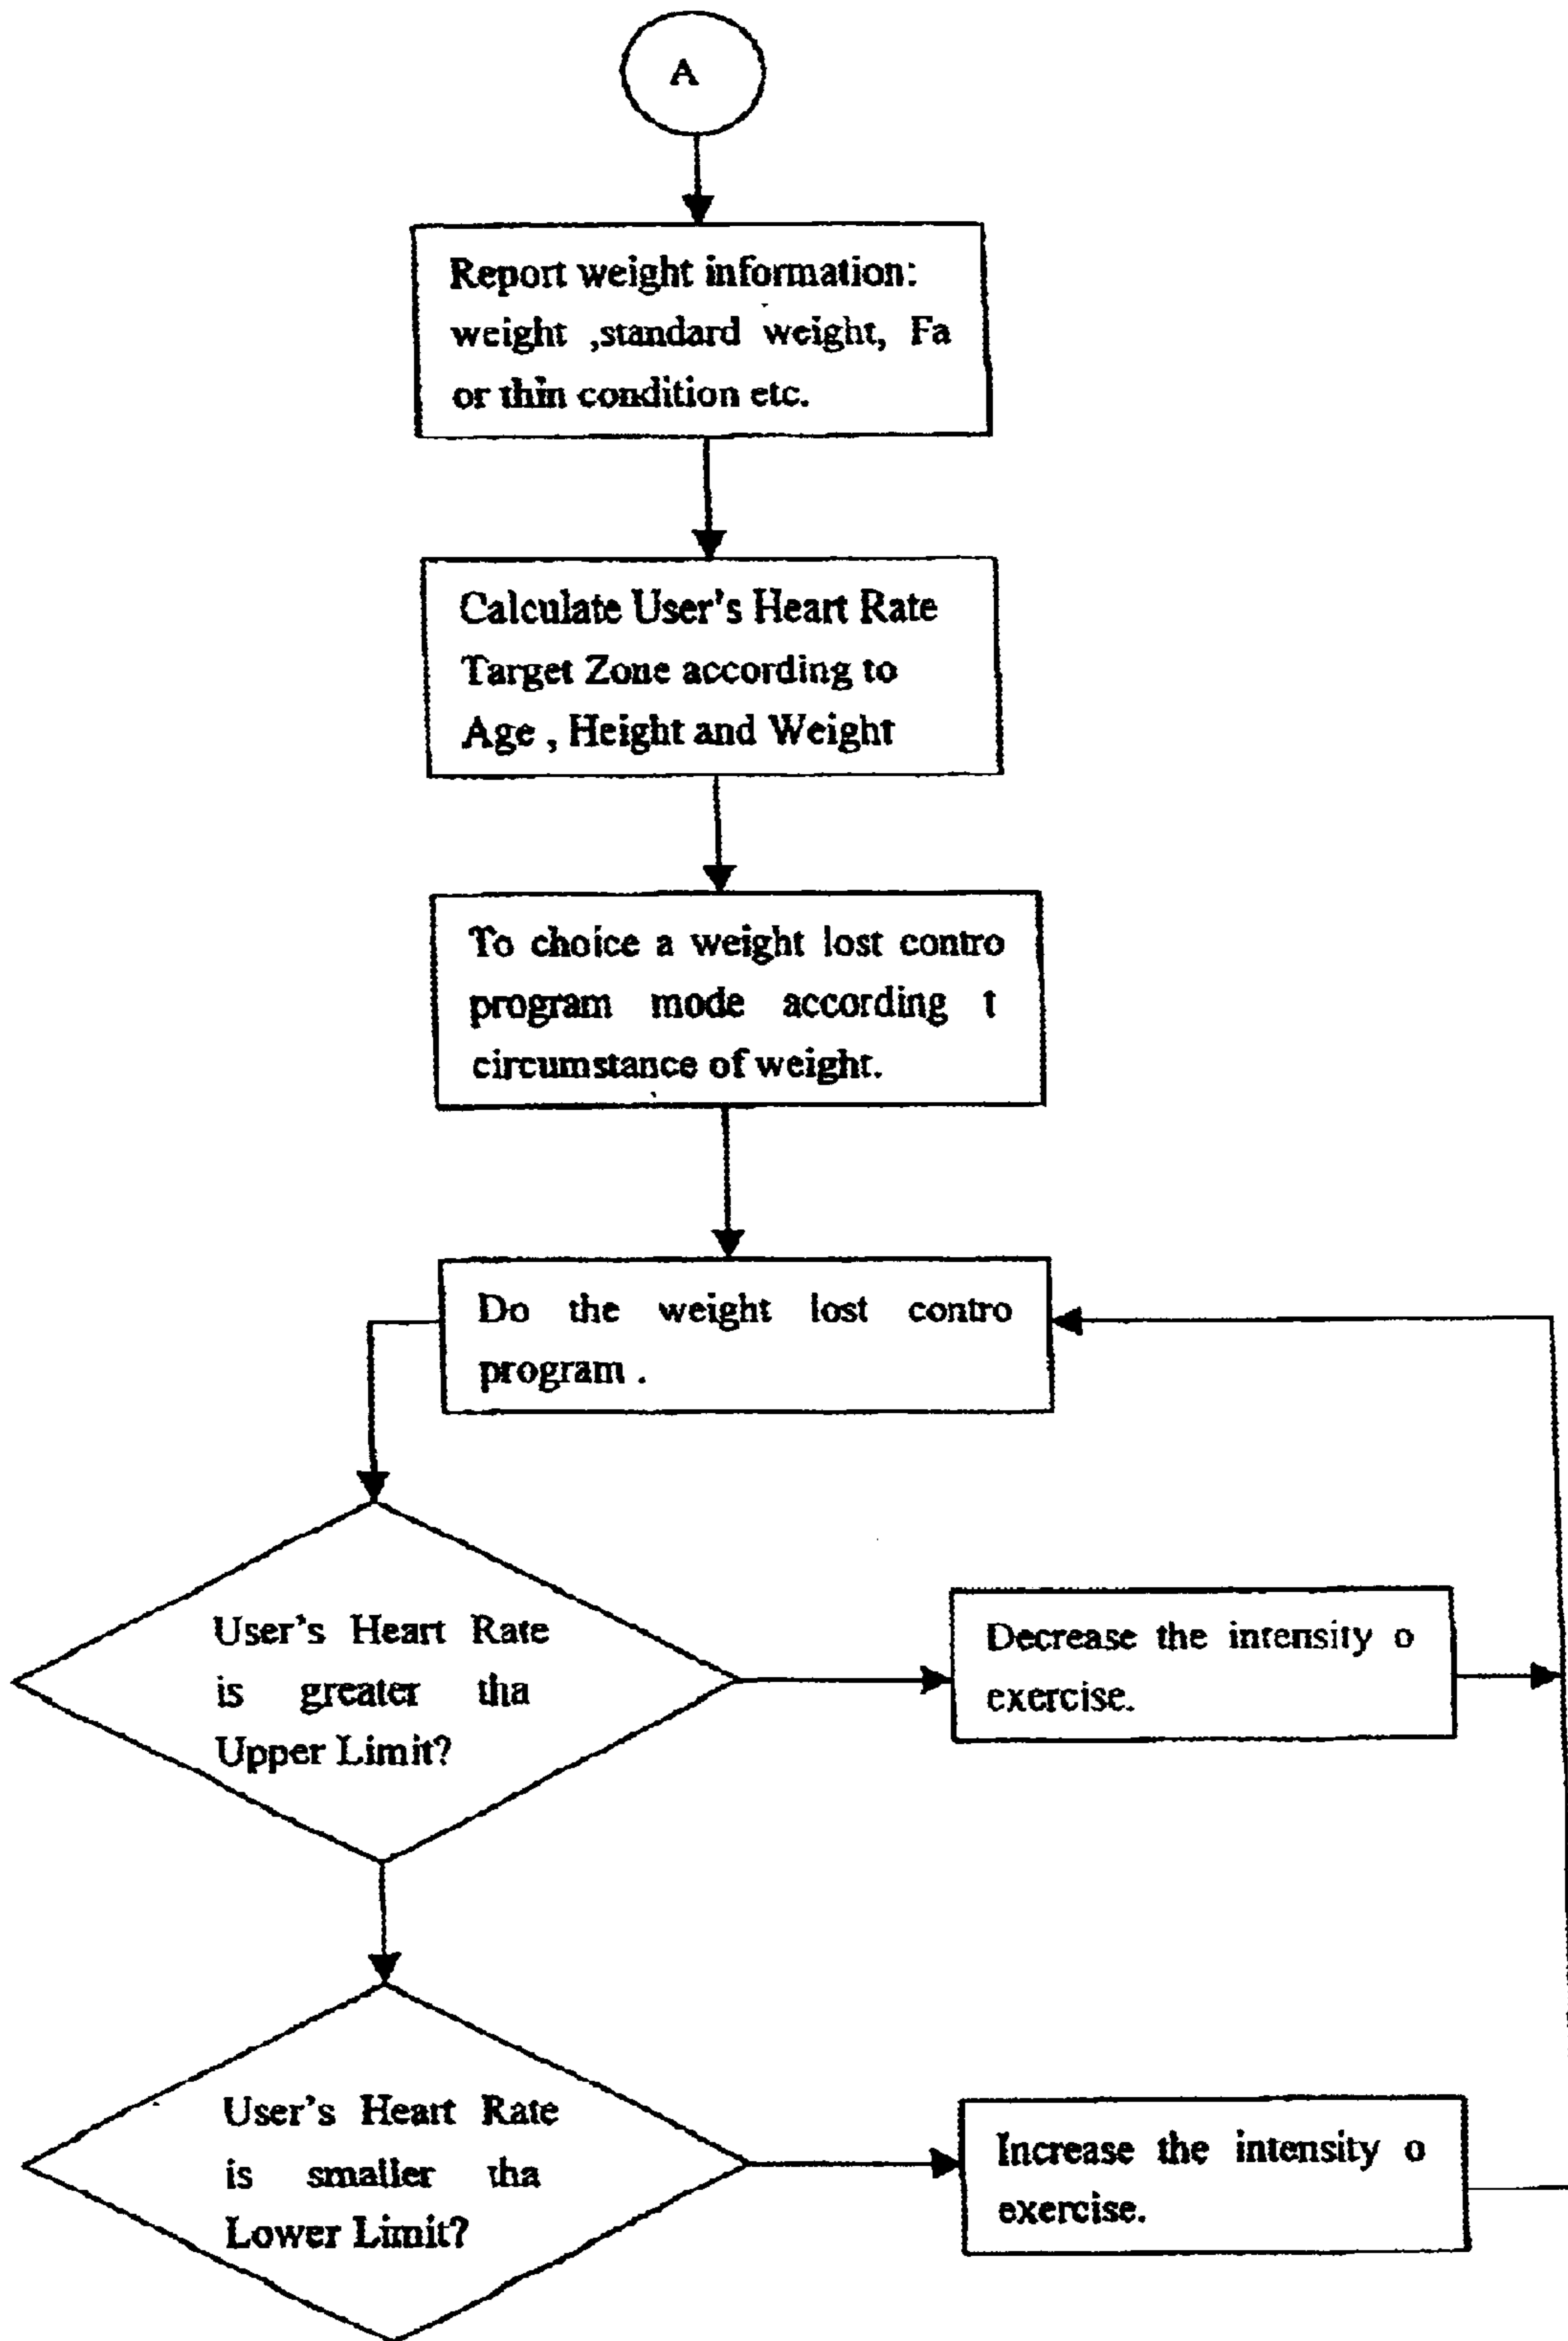 A
Report weight information:
weight ,standard weight, Fa
or thin condition etc.
Calculate User's Heart Rate
Target Zone according to
Age , Height and Weight
To choice a weight lost contro
program mode according t
circumstance of weight.
Do the weight lost contro
program .
User's Heart Rate
is greater tha
Upper Limit?
Decrease the intensity o
exercise.
User's Heart Rate
is smaller tha
Lower Limit?
Increase the intensity o
exercise.